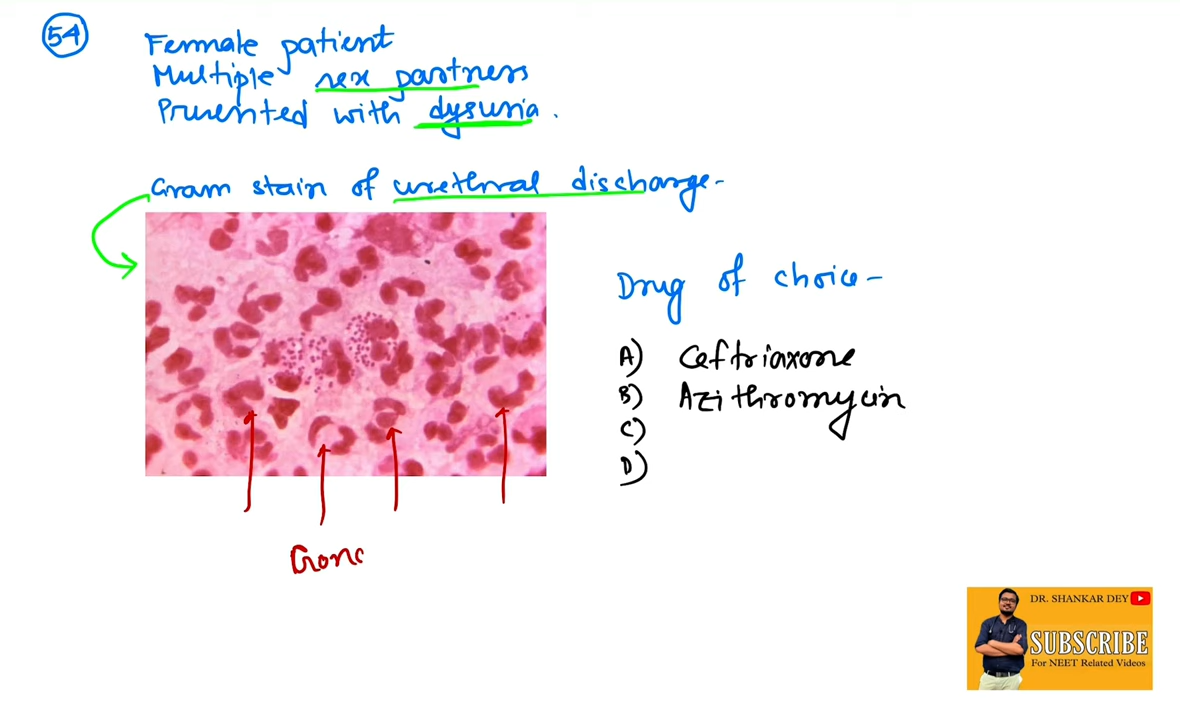 54
Female patient
Multiple sex partners
Presented with dysuria.
Gram stain of urethral discharge-
Drug of choice-
A) Ceftriaxone
B) Azithromycin
C)
D)
Gono
DR. SHANKAR DEY
SUBSCRIBE
For NEET Related Videos